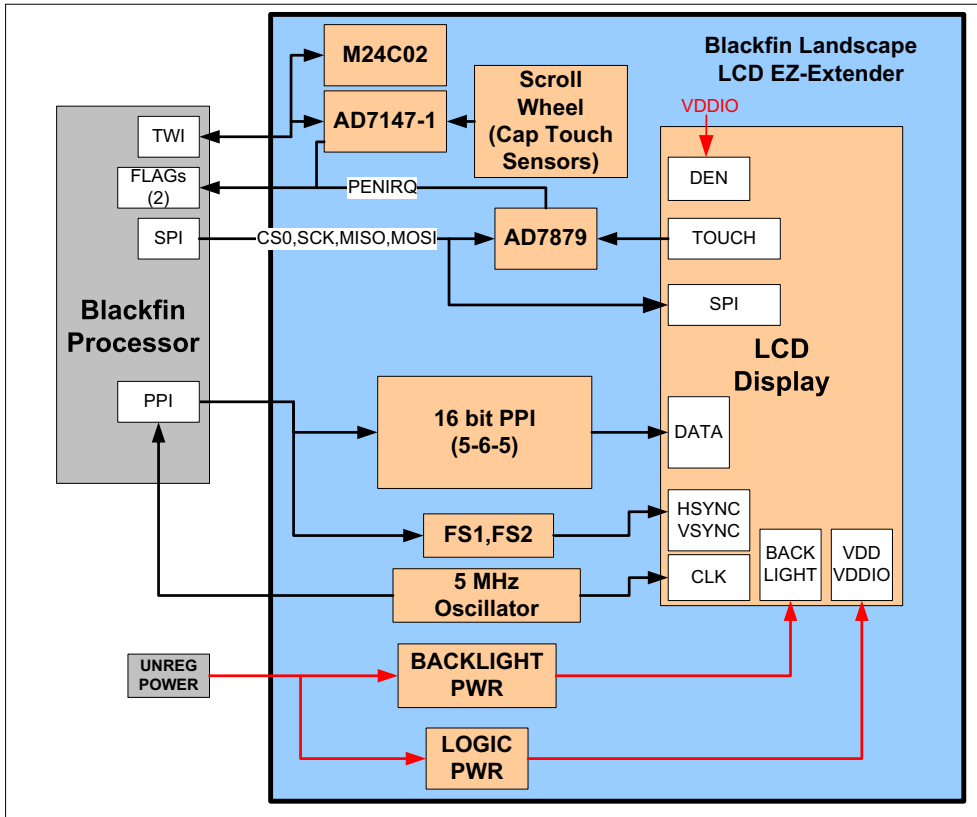 Blackfin Landscape
LCD EZ-Extender
M24C02
AD7147-1
Scroll
Wheel
(Cap Touch
Sensors)
VDDIO
TWI
FLAGs
(2)
SPI
Blackfin
Processor
PPI
PENIRQ
CS0,SCK,MISO,MOSI
AD7879
DEN
TOUCH
SPI
LCD
Display
16 bit PPI
(5-6-5)
DATA
FS1,FS2
HSYNC
VSYNC
5 MHz
Oscillator
CLK
BACK
LIGHT
VDD
VDDIO
UNREG
POWER
BACKLIGHT
PWR
LOGIC
PWR